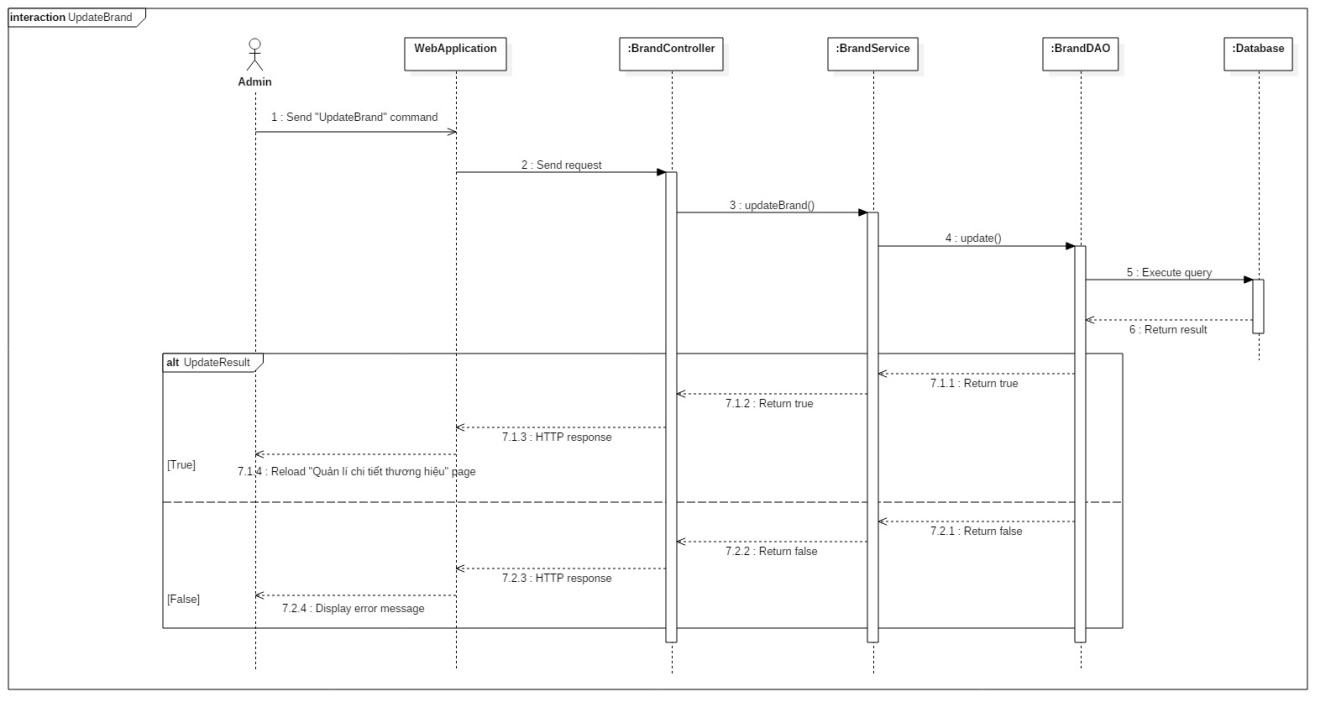 interaction UpdateBrand
Admin
WebApplication
:BrandController
:BrandService
:BrandDAO
:Database
1 : Send "UpdateBrand" command
2 : Send request
3 : updateBrand()
4 : update()
5 : Execute query
6 : Return result
alt UpdateResult
7.1.1 : Return true
7.1.2 : Return true
7.1.3 : HTTP response
[True]
7.1.4 : Reload "Quản lí chi tiết thương hiệu" page
7.2.1 : Return false
7.2.2 : Return false
7.2.3 : HTTP response
[False]
7.2.4 : Display error message